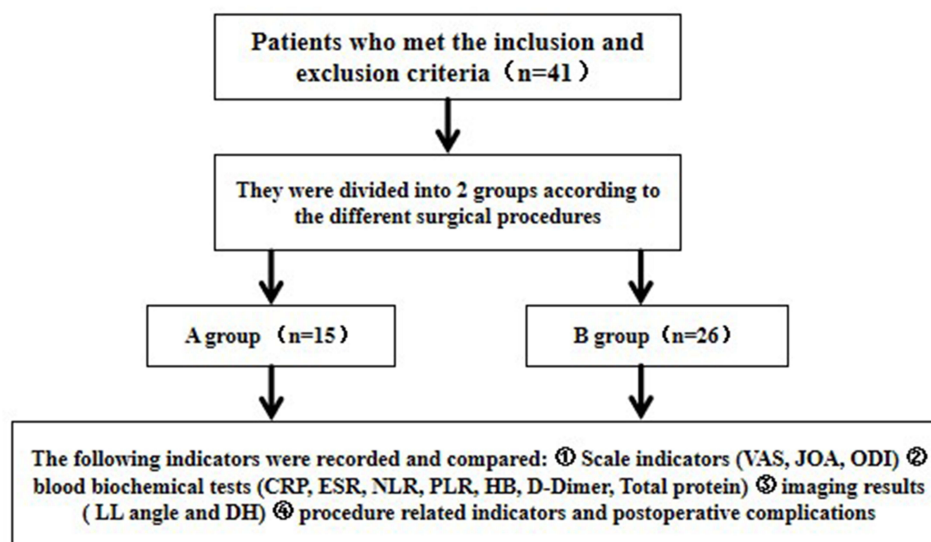 Patients who met the inclusion and
exclusion criteria（n=41）
They were divided into 2 groups according to
the different surgical procedures
A group（n=15）
B group（n=26）
The following indicators were recorded and compared: ① Scale indicators (VAS, JOA, ODI) ②
blood biochemical tests (CRP, ESR, NLR, PLR, HB, D-Dimer, Total protein) ③ imaging results
( LL angle and DH) ④ procedure related indicators and postoperative complications